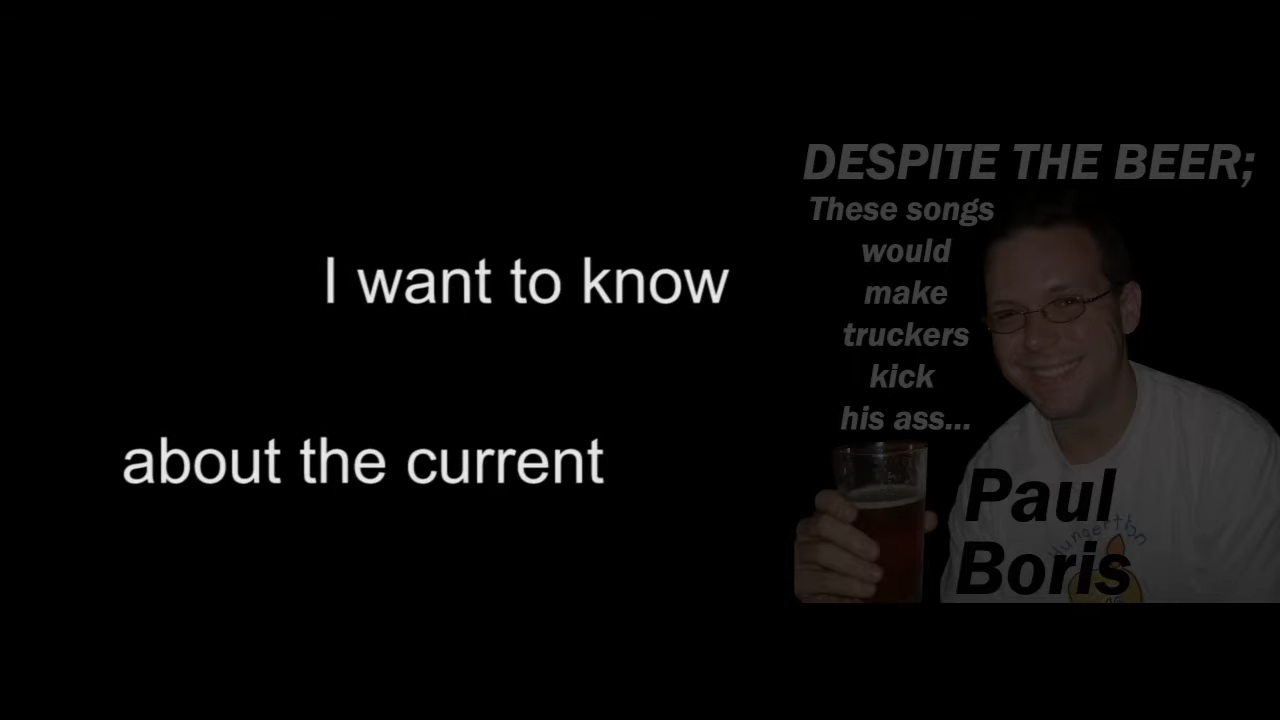 I want to know
about the current
DESPITE THE BEER;
These songs
would
make
truckers
kick
his ass...
Paul
Boris